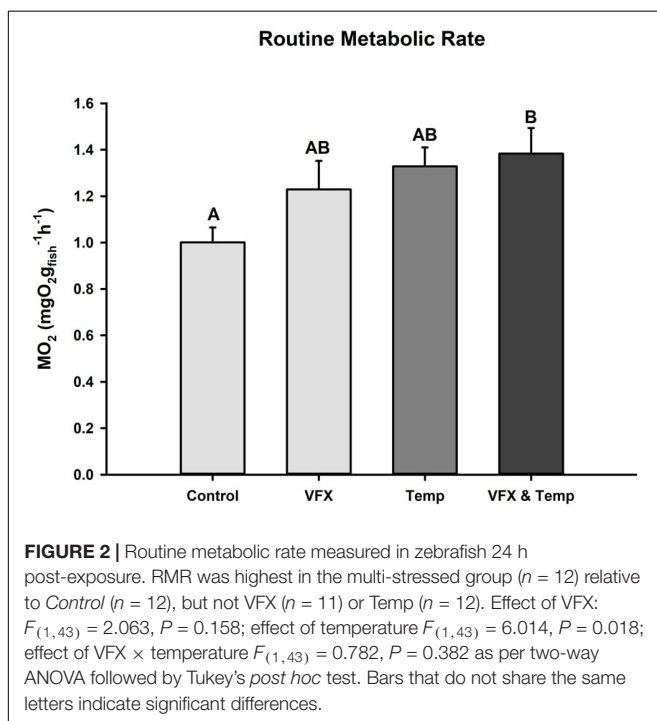 Routine Metabolic Rate
MO₂ (mgO₂g_fish⁻¹h⁻¹)
1.6
1.4
1.2
1.0
0.8
0.6
0.4
0.2
0.0
A
AB
AB
B
Control
VFX
Temp
VFX & Temp
FIGURE 2 | Routine metabolic rate measured in zebrafish 24 h
post-exposure. RMR was highest in the multi-stressed group (n = 12) relative
to Control (n = 12), but not VFX (n = 11) or Temp (n = 12). Effect of VFX:
F(1,43) = 2.063, P = 0.158; effect of temperature F(1,43) = 6.014, P = 0.018;
effect of VFX × temperature F(1,43) = 0.782, P = 0.382 as per two-way
ANOVA followed by Tukey's post hoc test. Bars that do not share the same
letters indicate significant differences.